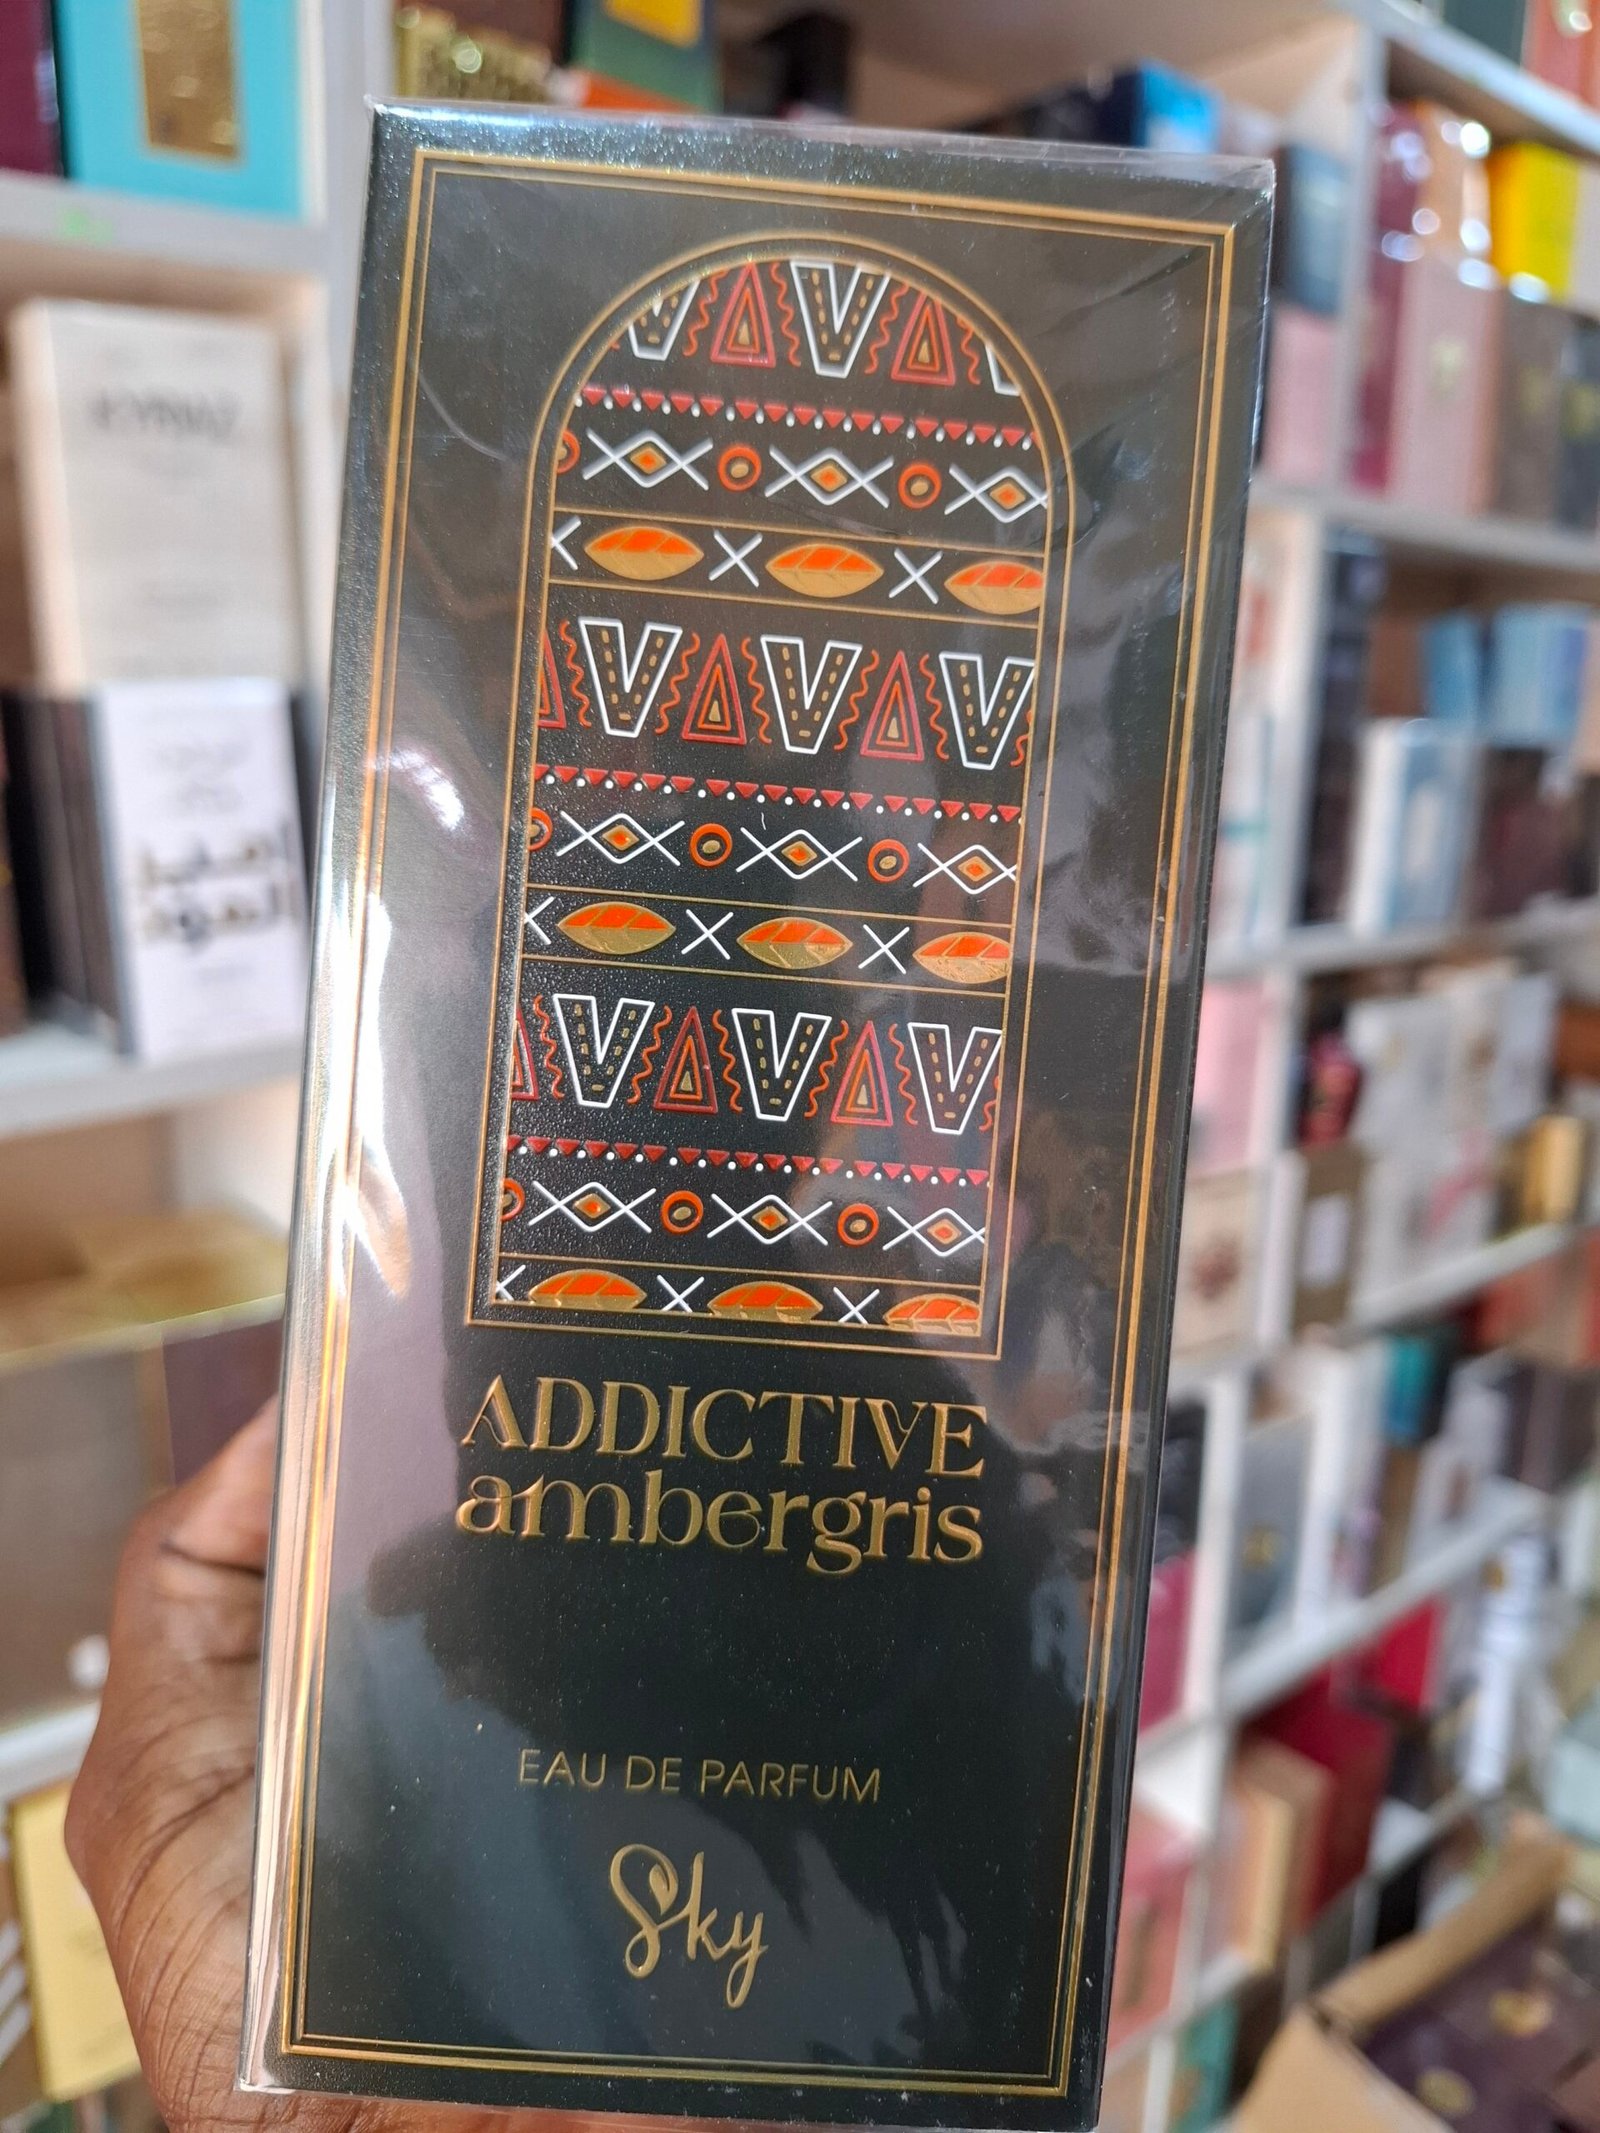 ADDICTIVE
ambergris
EAU DE PARFUM
Sky